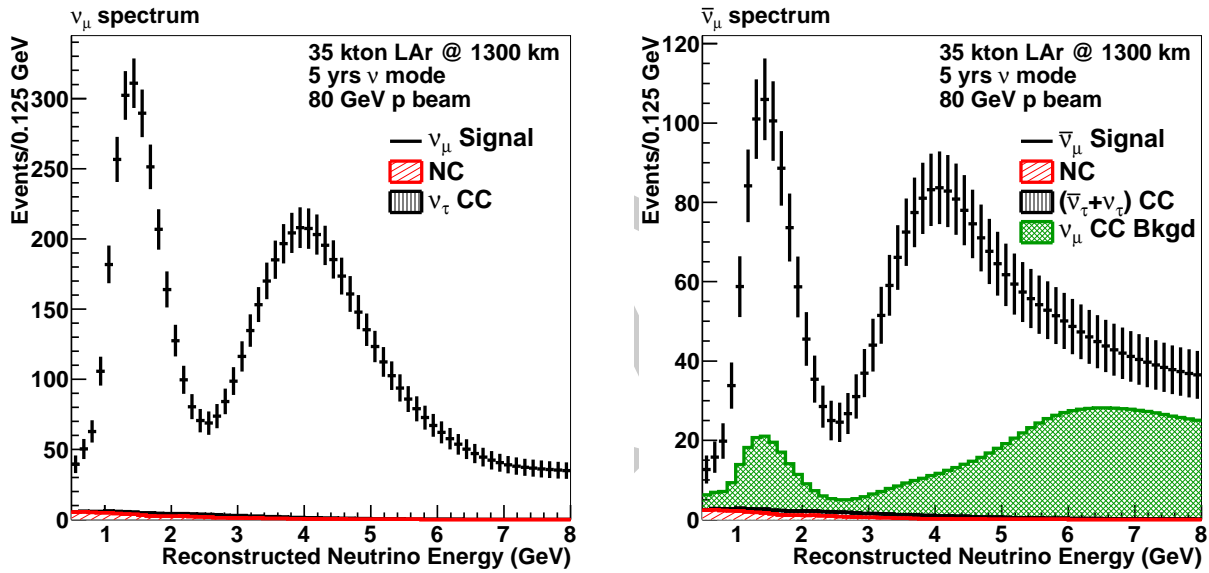 νμ spectrum
Events/0.125 GeV
35 kton LAr @ 1300 km
5 yrs ν mode
80 GeV p beam
νμ Signal
NC
ντ CC
300
250
200
150
100
50
0
1 2 3 4 5 6 7 8
Reconstructed Neutrino Energy (GeV)
ν̅μ spectrum
Events/0.125 GeV
35 kton LAr @ 1300 km
5 yrs ν mode
80 GeV p beam
ν̅μ Signal
NC
(ν̅τ+ντ) CC
νμ CC Bkgd
120
100
80
60
40
20
0
1 2 3 4 5 6 7 8
Reconstructed Neutrino Energy (GeV)